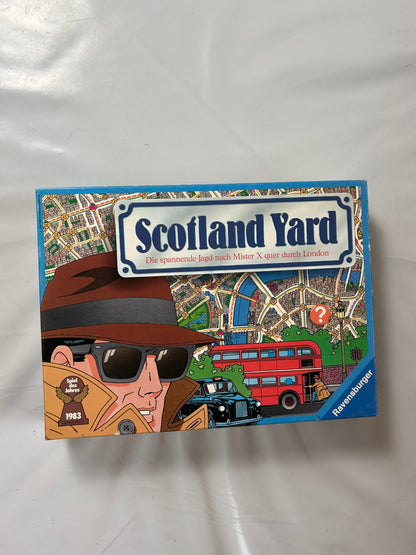 Scotland Yard
Die spannende Jagd nach Mister X quer durch London
?
Spiel des
Jahres
1983
Ravensburger